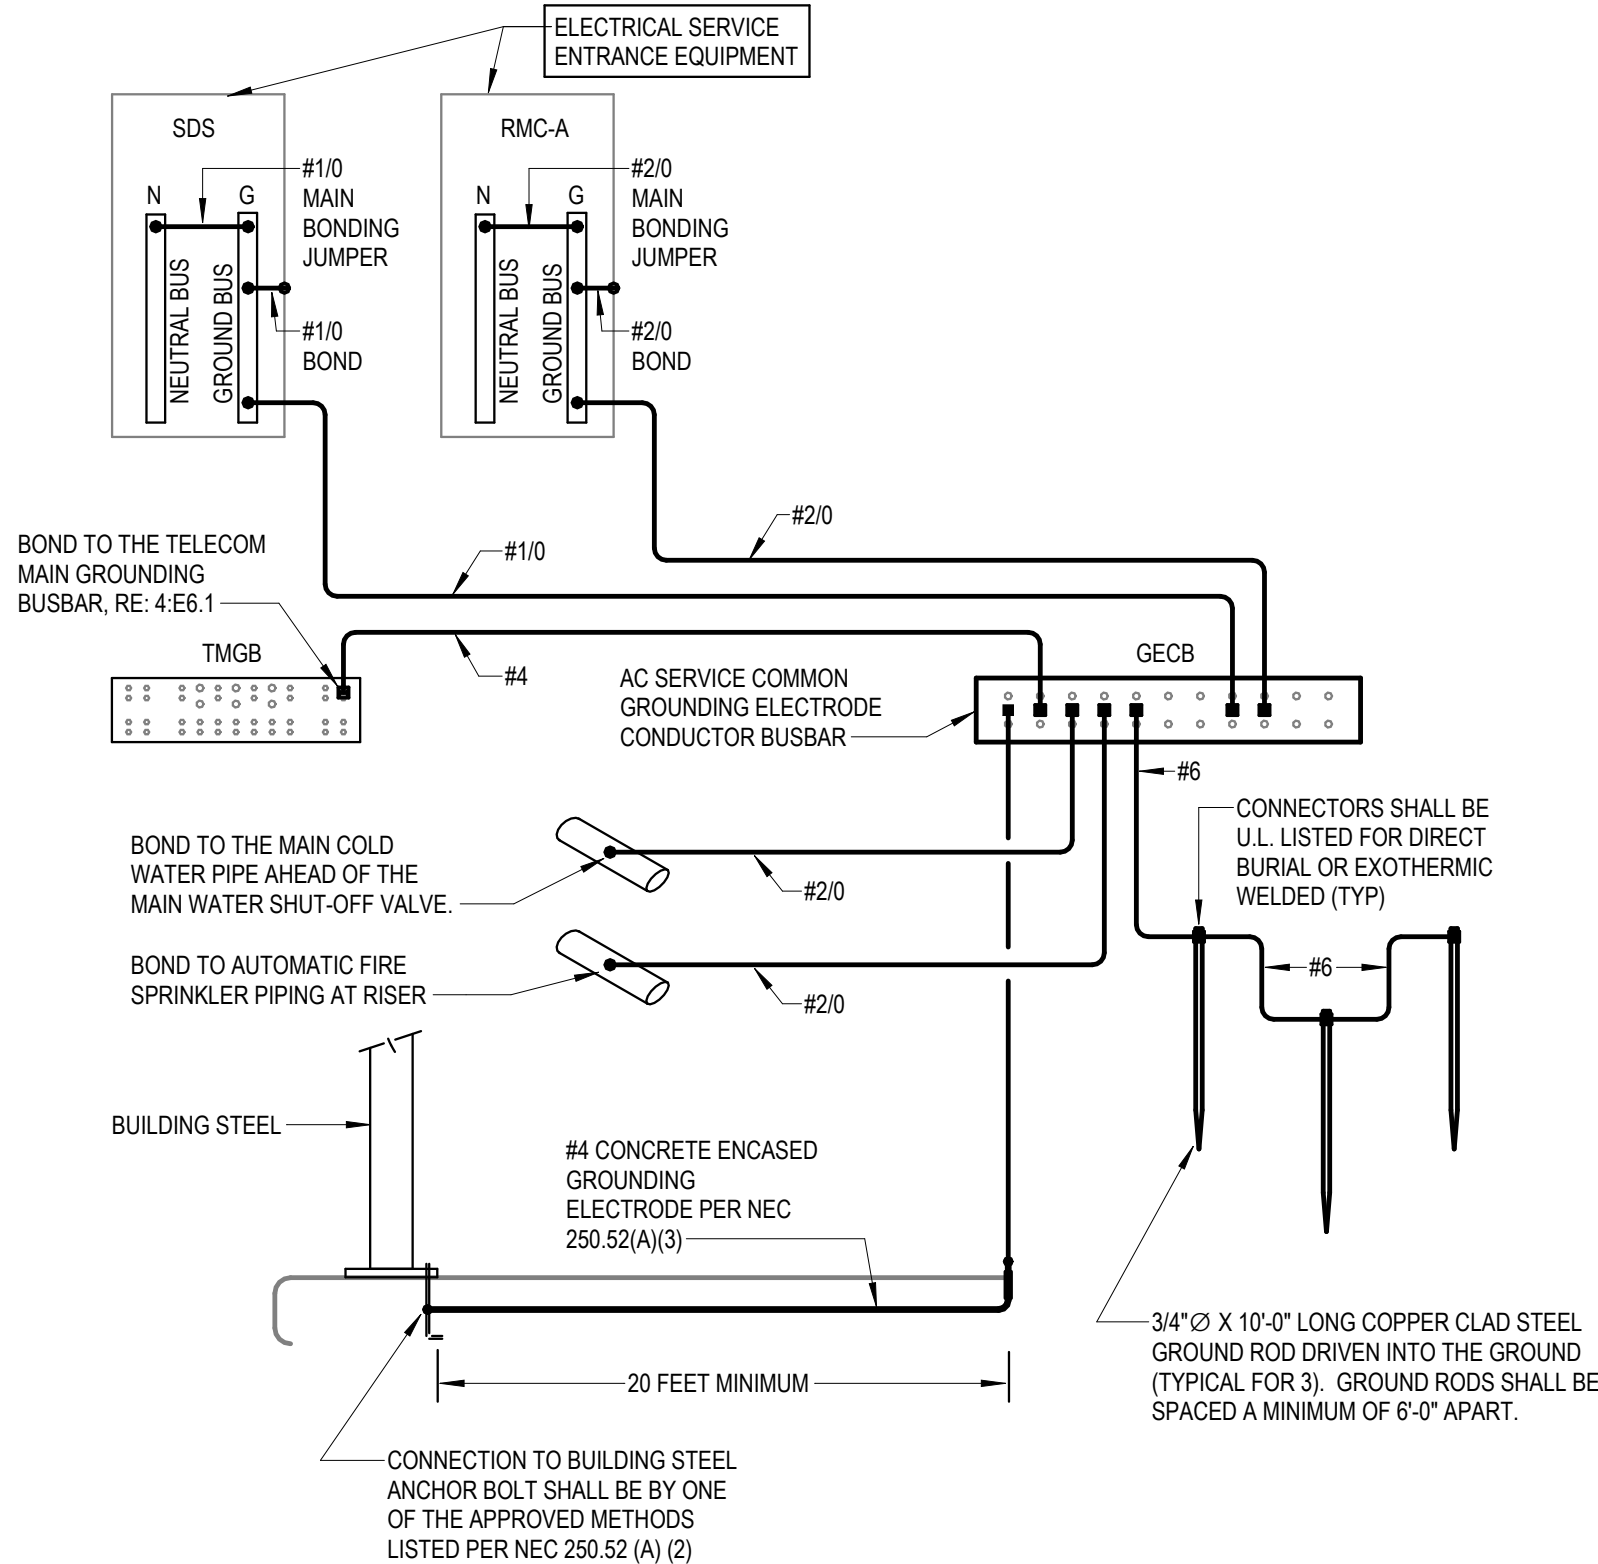 ELECTRICAL SERVICE
ENTRANCE EQUIPMENT
SDS
N
G
#1/0
MAIN
BONDING
JUMPER
NEUTRAL BUS
GROUND BUS
#1/0
BOND
RMC-A
N
G
#2/0
MAIN
BONDING
JUMPER
NEUTRAL BUS
GROUND BUS
#2/0
BOND
#2/0
#1/0
BOND TO THE TELECOM
MAIN GROUNDING
BUSBAR, RE: 4:E6.1
TMGB
#4
AC SERVICE COMMON
GROUNDING ELECTRODE
CONDUCTOR BUSBAR
GECB
#6
CONNECTORS SHALL BE
U.L. LISTED FOR DIRECT
BURIAL OR EXOTHERMIC
WELDED (TYP)
BOND TO THE MAIN COLD
WATER PIPE AHEAD OF THE
MAIN WATER SHUT-OFF VALVE.
#2/0
BOND TO AUTOMATIC FIRE
SPRINKLER PIPING AT RISER
#2/0
#6
BUILDING STEEL
#4 CONCRETE ENCASED
GROUNDING
ELECTRODE PER NEC
250.52(A)(3)
20 FEET MINIMUM
3/4"∅ X 10'-0" LONG COPPER CLAD STEEL
GROUND ROD DRIVEN INTO THE GROUND
(TYPICAL FOR 3). GROUND RODS SHALL BE
SPACED A MINIMUM OF 6'-0" APART.
CONNECTION TO BUILDING STEEL
ANCHOR BOLT SHALL BE BY ONE
OF THE APPROVED METHODS
LISTED PER NEC 250.52 (A) (2)